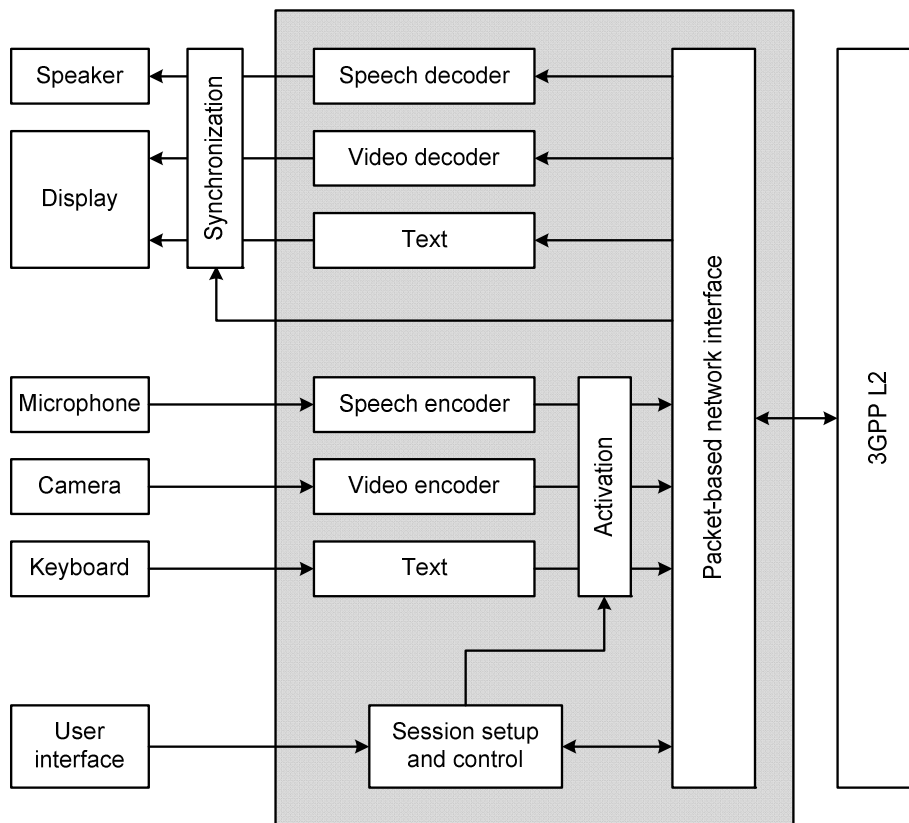 Speaker
Synchronization
Speech decoder
Display
Video decoder
Text
Packet-based network interface
3GPP L2
Microphone
Speech encoder
Activation
Camera
Video encoder
Keyboard
Text
User
interface
Session setup
and control